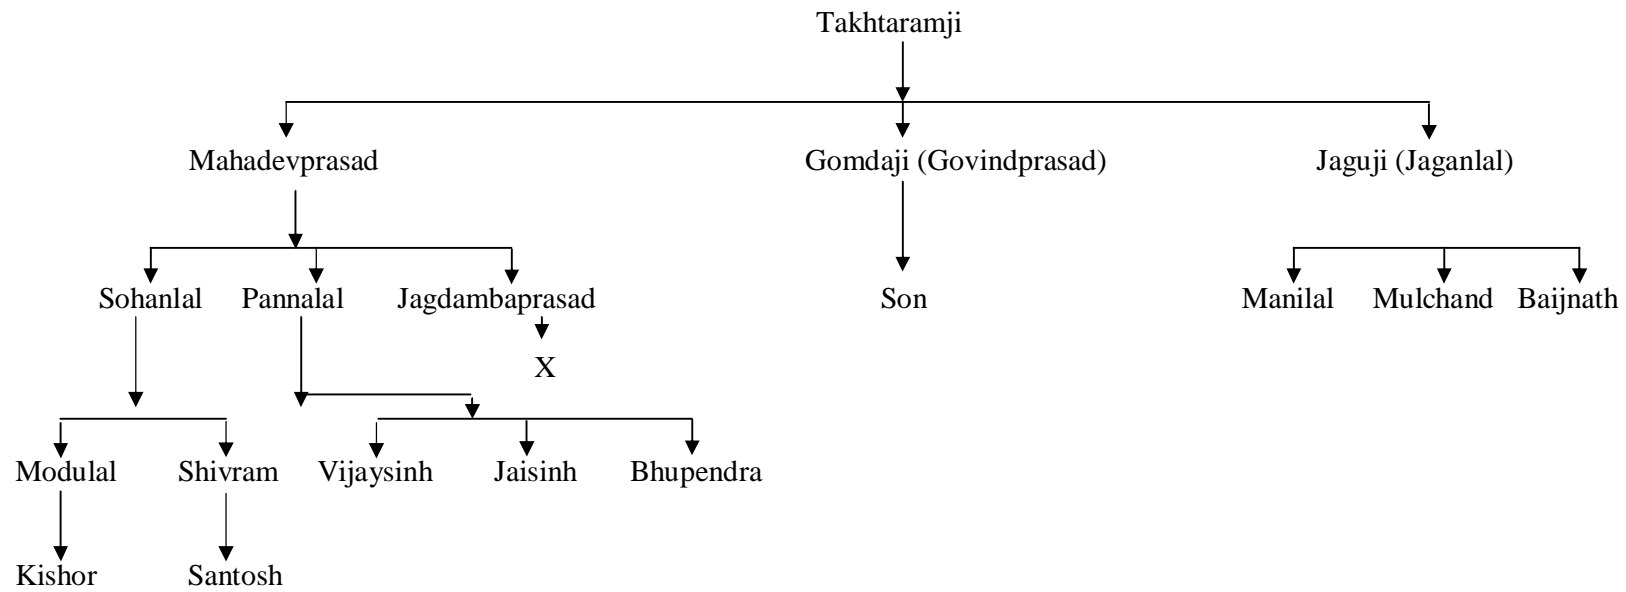 Takhtaramji
Mahadevprasad Gomdaji (Govindprasad) Jaguji (Jaganlal)
Sohanlal Pannalal Jagdambaprasad Son Manilal Mulchand Baijnath
X
Modulal Shivram Vijaysinh Jaisinh Bhupendra
Kishor Santosh